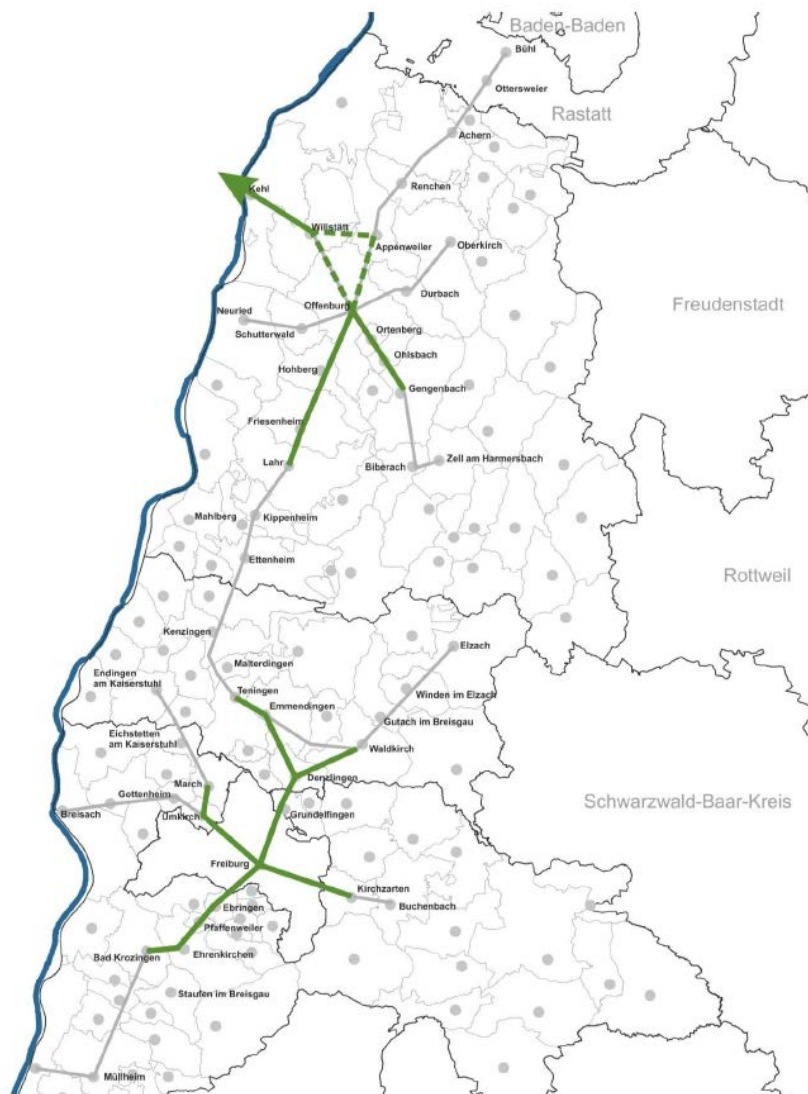 Baden-Baden
Bühl
Ottersweier
Rastatt
Achern
Renchen
Kehl
Willstätt
Appenweiler
Oberkirch
Durbach
Freudenstadt
Offenburg
Neuried
Schutterwald
Ortenberg
Ohlsbach
Hohberg
Gengenbach
Friesenheim
Lahr
Biberach
Zell am Harmersbach
Mahlberg
Kippenheim
Ettenheim
Rottweil
Kenzingen
Elzach
Malterdingen
Endingen
am Kaiserstuhl
Teningen
Winden im Elzach
Emmendingen
Gutach im Breisgau
Eichstetten
am Kaiserstuhl
Waldkirch
Denzlingen
March
Schwarzwald-Baar-Kreis
Gottenheim
Breisach
Umkirch
Grundelfingen
Freiburg
Kirchzarten
Buchenbach
Ebringen
Pfaffenweiler
Bad Krozingen
Ehrenkirchen
Staufen im Breisgau
Müllheim